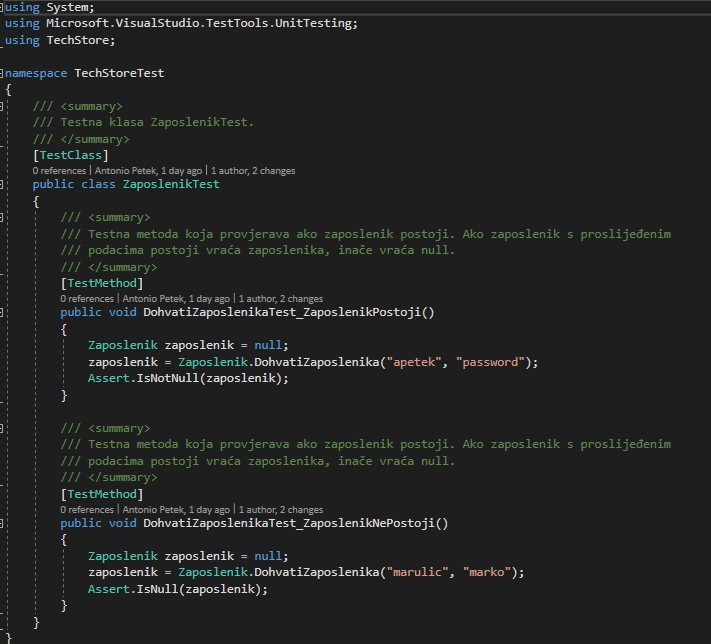 using System;
using Microsoft.VisualStudio.TestTools.UnitTesting;
using TechStore;
namespace TechStoreTest
{
/// <summary>
/// Testna klasa ZaposlenikTest.
/// </summary>
[TestClass]
0 references | Antonio Petek, 1 day ago | 1 author, 2 changes
public class ZaposlenikTest
{
/// <summary>
/// Testna metoda koja provjerava ako zaposlenik postoji. Ako zaposlenik s proslijeđenim
/// podacima postoji vraća zaposlenika, inače vraća null.
/// </summary>
[TestMethod]
0 references | Antonio Petek, 1 day ago | 1 author, 2 changes
public void DohvatiZaposlenikaTest_ZaposlenikPostoji()
{
Zaposlenik zaposlenik = null;
zaposlenik = Zaposlenik.DohvatiZaposlenika("apetek", "password");
Assert.IsNotNull(zaposlenik);
}
/// <summary>
/// Testna metoda koja provjerava ako zaposlenik postoji. Ako zaposlenik s proslijeđenim
/// podacima postoji vraća zaposlenika, inače vraća null.
/// </summary>
[TestMethod]
0 references | Antonio Petek, 1 day ago | 1 author, 2 changes
public void DohvatiZaposlenikaTest_ZaposlenikNePostoji()
{
Zaposlenik zaposlenik = null;
zaposlenik = Zaposlenik.DohvatiZaposlenika("marulic", "marko");
Assert.IsNull(zaposlenik);
}
}
}